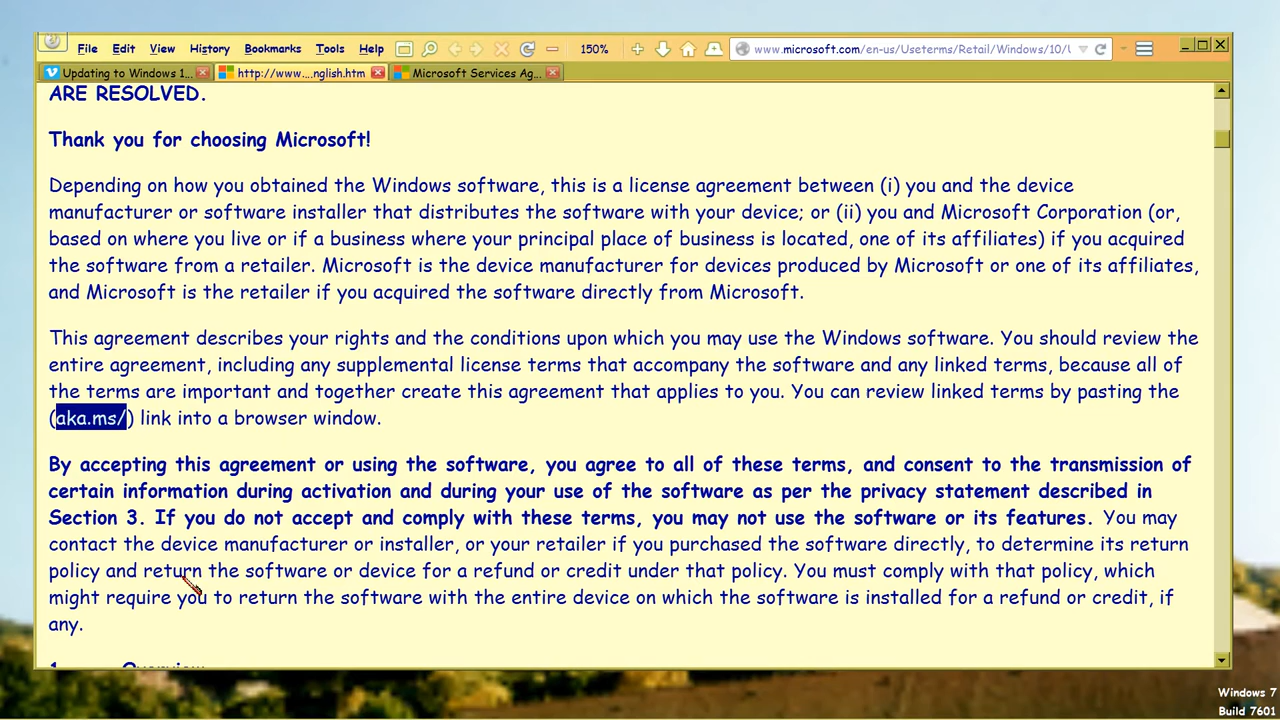 File Edit View History Bookmarks Tools Help 150% www.microsoft.com/en-us/Useterms/Retail/Windows/10/
Updating to Windows 1... http://www....nglish.htm Microsoft Services Ag...
ARE RESOLVED.
Thank you for choosing Microsoft!
Depending on how you obtained the Windows software, this is a license agreement between (i) you and the device
manufacturer or software installer that distributes the software with your device; or (ii) you and Microsoft Corporation (or,
based on where you live or if a business where your principal place of business is located, one of its affiliates) if you acquired
the software from a retailer. Microsoft is the device manufacturer for devices produced by Microsoft or one of its affiliates,
and Microsoft is the retailer if you acquired the software directly from Microsoft.
This agreement describes your rights and the conditions upon which you may use the Windows software. You should review the
entire agreement, including any supplemental license terms that accompany the software and any linked terms, because all of
the terms are important and together create this agreement that applies to you. You can review linked terms by pasting the
(aka.ms/) link into a browser window.
By accepting this agreement or using the software, you agree to all of these terms, and consent to the transmission of
certain information during activation and during your use of the software as per the privacy statement described in
Section 3. If you do not accept and comply with these terms, you may not use the software or its features. You may
contact the device manufacturer or installer, or your retailer if you purchased the software directly, to determine its return
policy and return the software or device for a refund or credit under that policy. You must comply with that policy, which
might require you to return the software with the entire device on which the software is installed for a refund or credit, if
any.
1. Overview
Windows 7
Build 7601